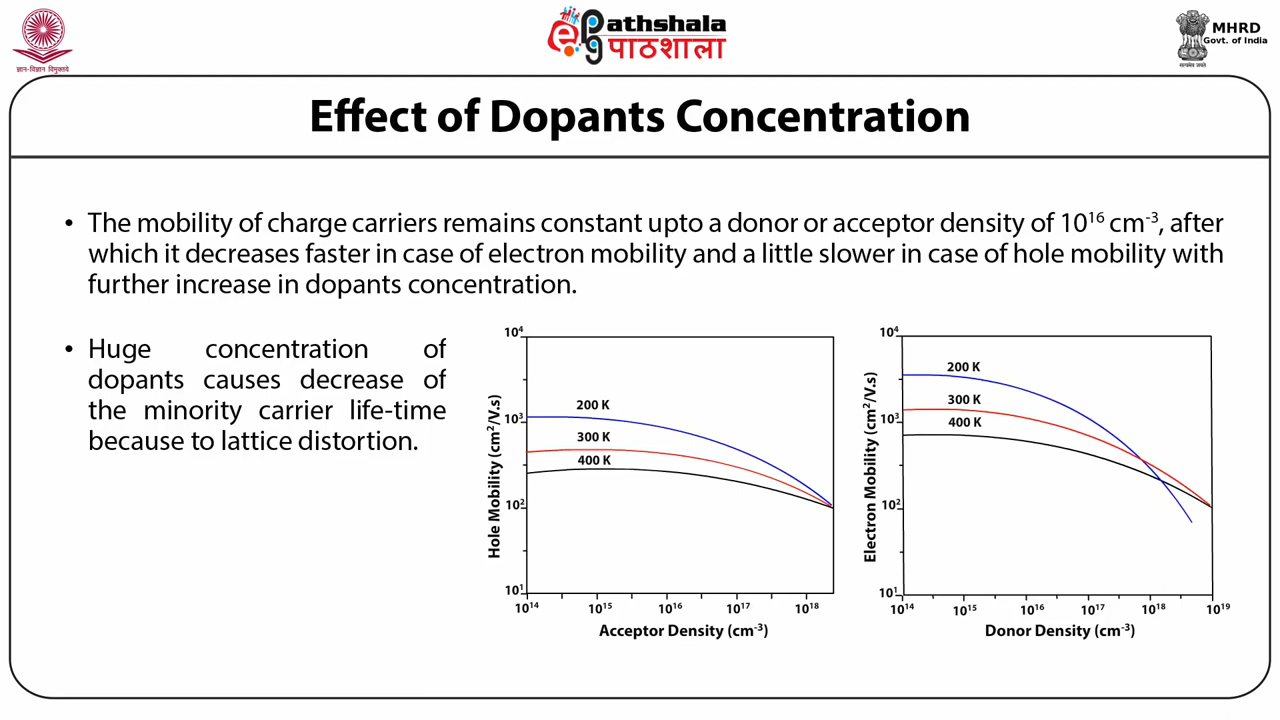 ज्ञान-विज्ञान विमुक्तये
epg Pathshala
पाठशाला
MHRD
Govt. of India
सत्यमेव जयते
Effect of Dopants Concentration
• The mobility of charge carriers remains constant upto a donor or acceptor density of 10¹⁶ cm⁻³, after
which it decreases faster in case of electron mobility and a little slower in case of hole mobility with
further increase in dopants concentration.
• Huge concentration of
dopants causes decrease of
the minority carrier life-time
because to lattice distortion.
10⁴
10³
10²
10¹
Hole Mobility (cm²/V.s)
200 K
300 K
400 K
10¹⁴ 10¹⁵ 10¹⁶ 10¹⁷ 10¹⁸
Acceptor Density (cm⁻³)
10⁴
10³
10²
10¹
Electron Mobility (cm²/V.s)
200 K
300 K
400 K
10¹⁴ 10¹⁵ 10¹⁶ 10¹⁷ 10¹⁸ 10¹⁹
Donor Density (cm⁻³)